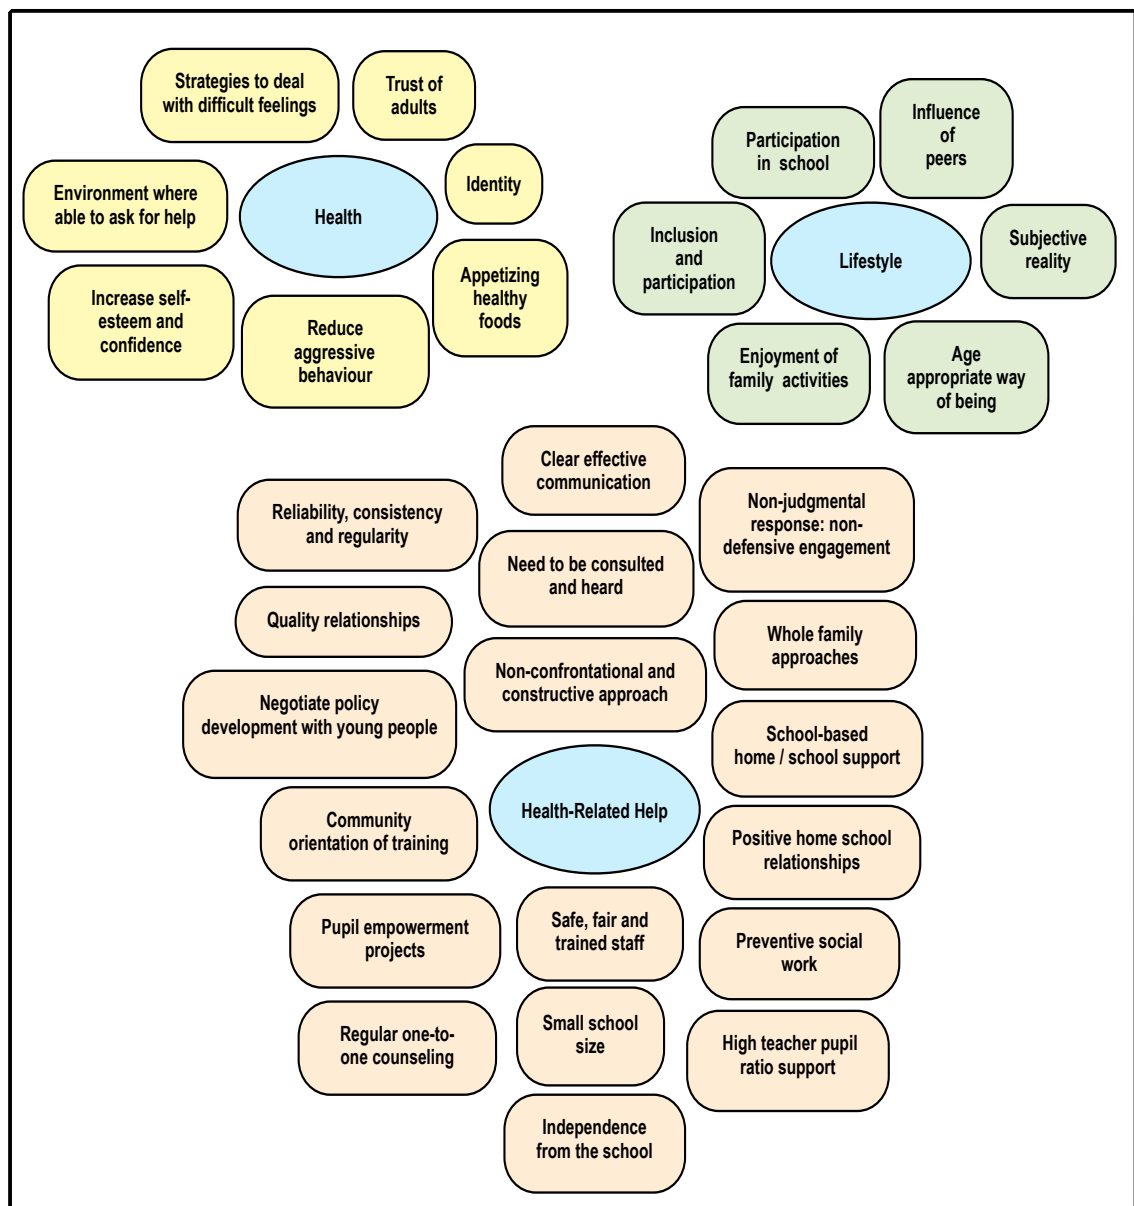 Strategies to deal
with difficult feelings
Trust of
adults
Identity
Environment where
able to ask for help
Health
Appetizing
healthy
foods
Increase self-
esteem and
confidence
Reduce
aggressive
behaviour
Influence
of
peers
Participation
in school
Inclusion
and
participation
Lifestyle
Subjective
reality
Enjoyment of
family activities
Age
appropriate way
of being
Clear effective
communication
Reliability, consistency
and regularity
Non-judgmental
response: non-
defensive engagement
Need to be consulted
and heard
Quality relationships
Whole family
approaches
Non-confrontational and
constructive approach
Negotiate policy
development with young people
School-based
home / school support
Health-Related Help
Community
orientation of training
Positive home school
relationships
Pupil empowerment
projects
Safe, fair and
trained staff
Preventive social
work
Regular one-to-
one counseling
Small school
size
High teacher pupil
ratio support
Independence
from the school